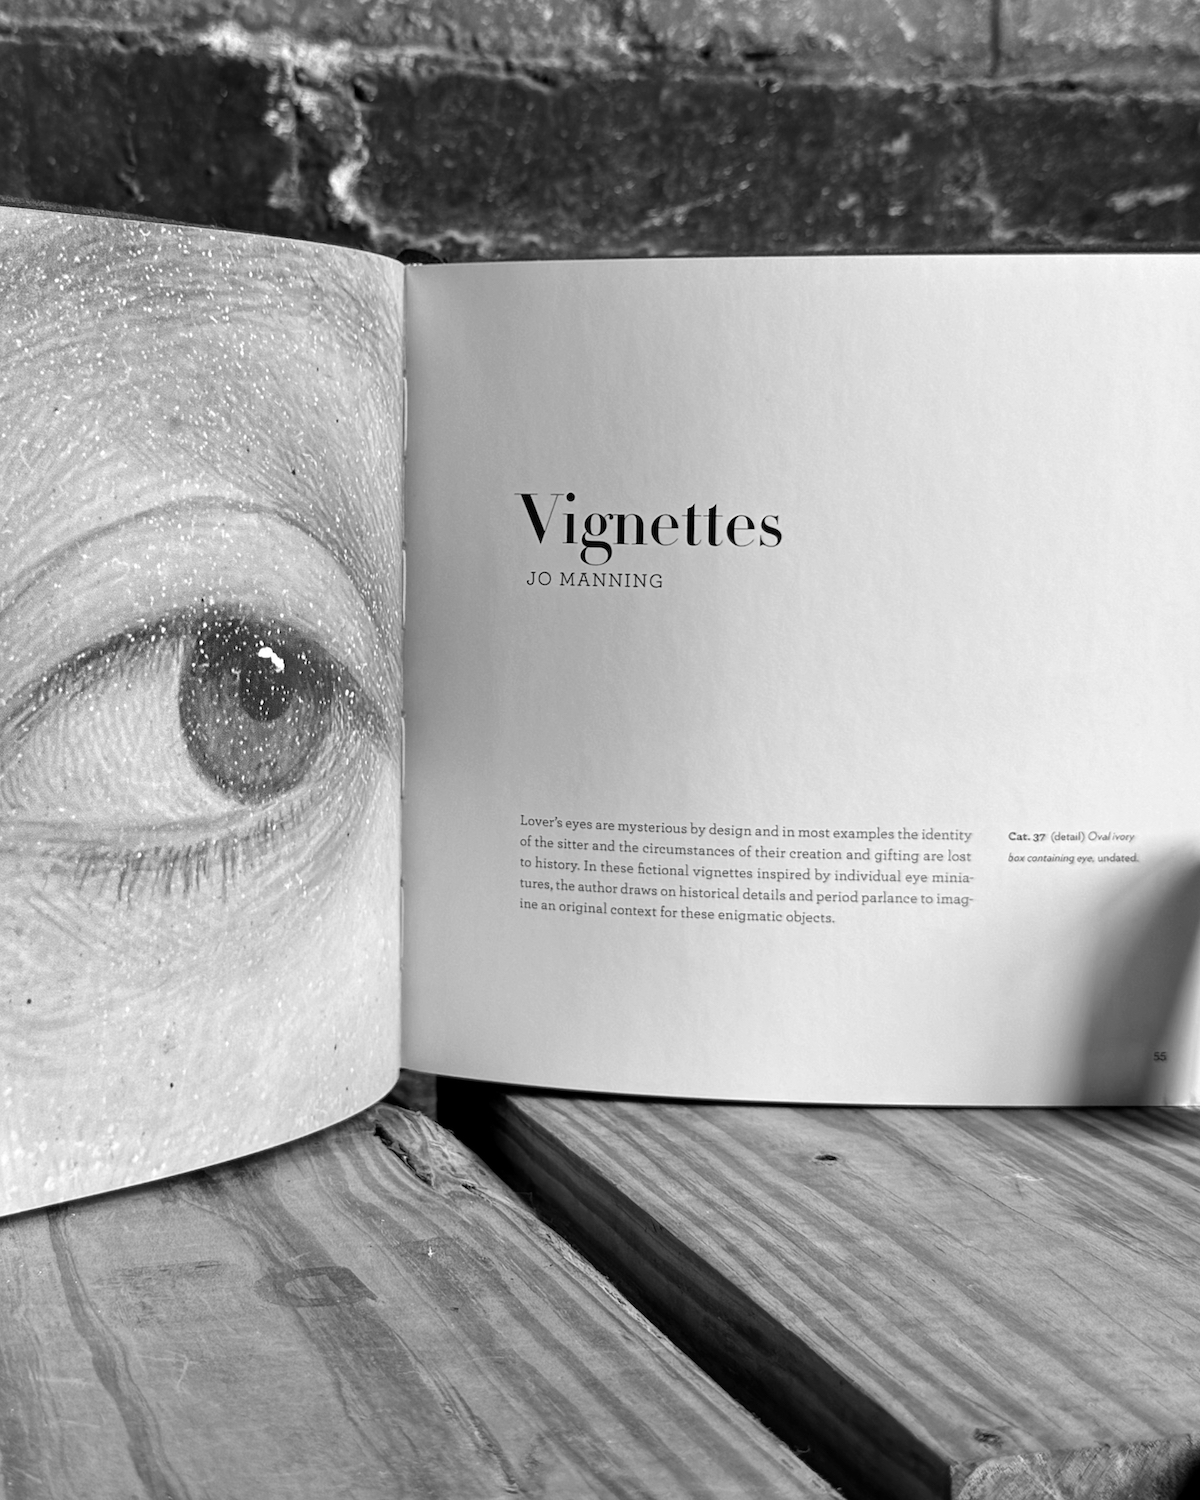 Vignettes
JO MANNING
Lover's eyes are mysterious by design and in most examples the identity
of the sitter and the circumstances of their creation and gifting are lost
to history. In these fictional vignettes inspired by individual eye minia-
tures, the author draws on historical details and period parlance to imag-
ine an original context for these enigmatic objects.
Cat. 37 (detail) Oval ivory
box containing eye, undated.
55